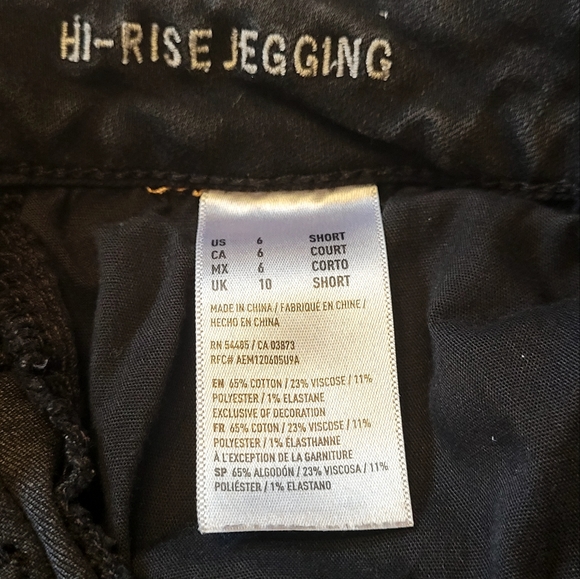 HI-RISE JEGGING
US 6 SHORT
CA 6 COURT
MX 6 CORTO
UK 10 SHORT
MADE IN CHINA / FABRIQUÉ EN CHINE /
HECHO EN CHINA
RN 54485 / CA 03873
RFC# AEM120605U9A
EN 65% COTTON / 23% VISCOSE / 11%
POLYESTER / 1% ELASTANE
EXCLUSIVE OF DECORATION
FR 65% COTON / 23% VISCOSE / 11%
POLYESTER / 1% ÉLASTHANNE
À L'EXCEPTION DE LA GARNITURE
SP 65% ALGODÓN / 23% VISCOSA / 11%
POLIÉSTER / 1% ELASTANO